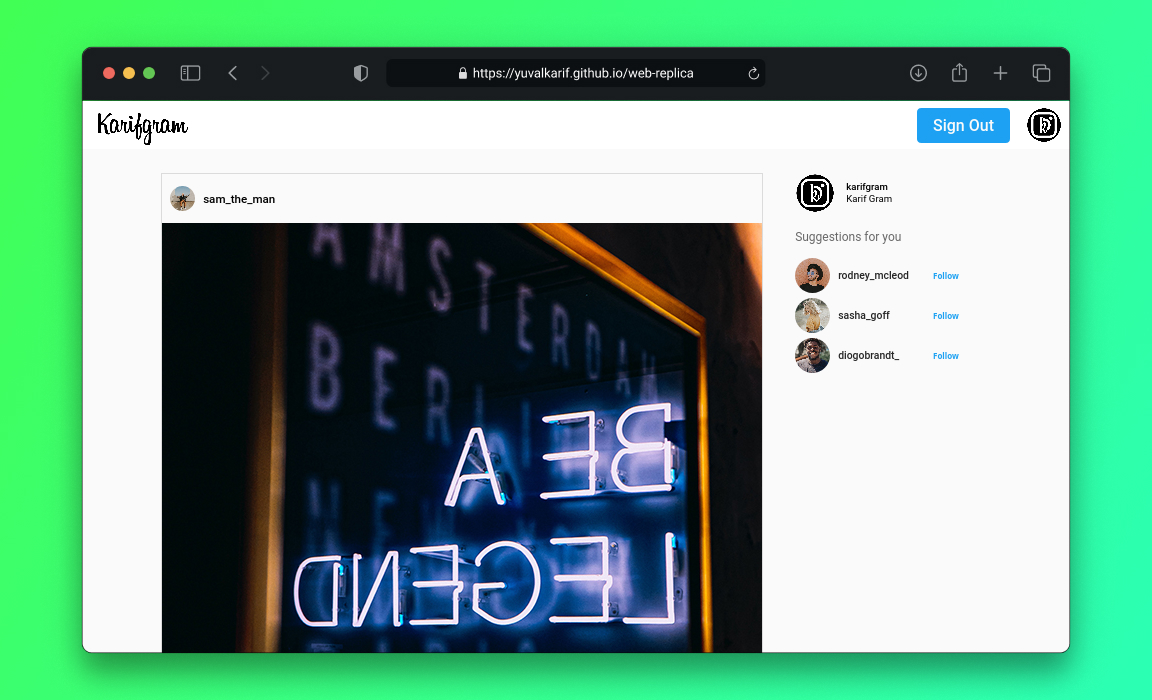 https://yuvalkarif.github.io/web-replica
Karifgram
Sign Out
sam_the_man
karifgram
Karif Gram
Suggestions for you
rodney_mcleod Follow
sasha_goff Follow
diogobrandt_ Follow
AMSTERDAM
BERLIN
BE A
LEGEND